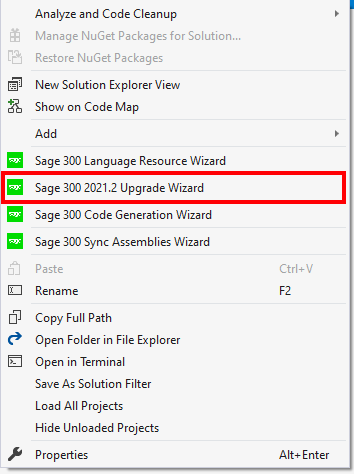 Analyze and Code Cleanup
Manage NuGet Packages for Solution...
Restore NuGet Packages
New Solution Explorer View
Show on Code Map
Add
Sage 300 Language Resource Wizard
Sage 300 2021.2 Upgrade Wizard
Sage 300 Code Generation Wizard
Sage 300 Sync Assemblies Wizard
Paste Ctrl+V
Rename F2
Copy Full Path
Open Folder in File Explorer
Open in Terminal
Save As Solution Filter
Load All Projects
Hide Unloaded Projects
Properties Alt+Enter